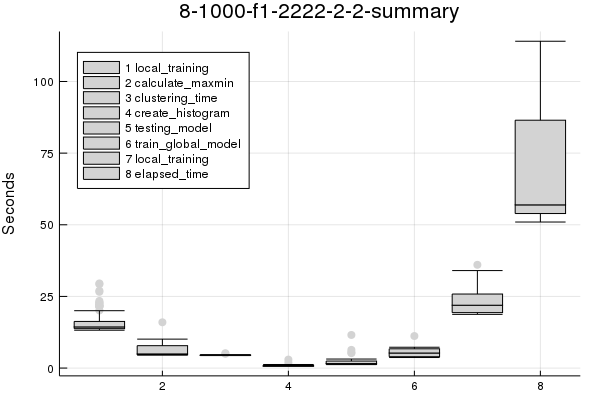 8-1000-f1-2222-2-2-summary
1 local_training
2 calculate_maxmin
3 clustering_time
4 create_histogram
5 testing_model
6 train_global_model
7 local_training
8 elapsed_time
Seconds
100
75
50
25
0
2 4 6 8